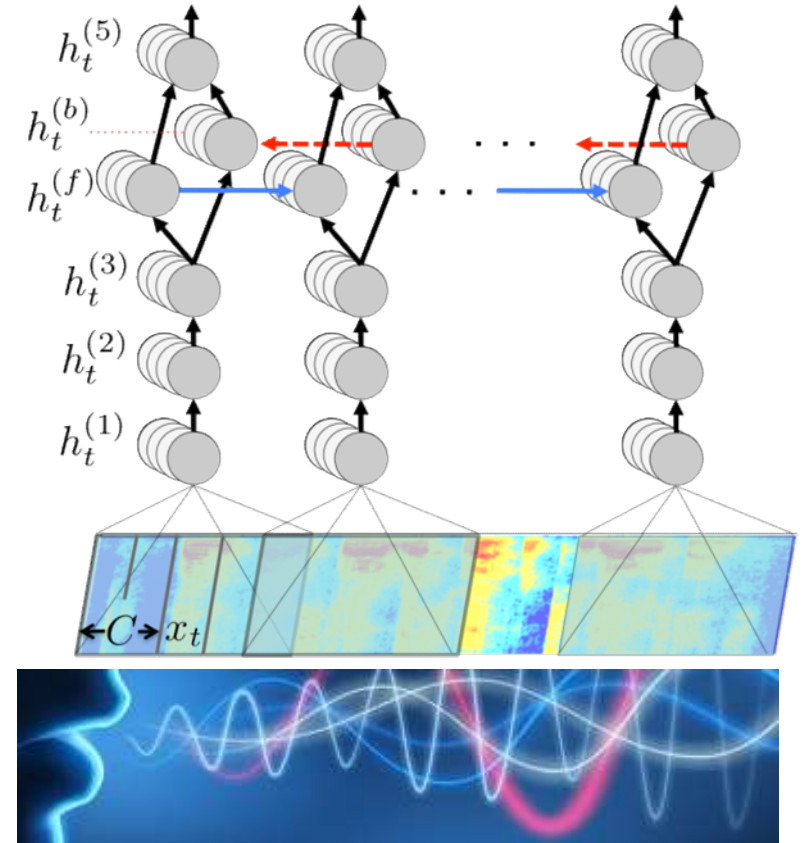 h_t^{(5)}
h_t^{(b)}
. . .
h_t^{(f)}
. . .
h_t^{(3)}
h_t^{(2)}
h_t^{(1)}
C x_t